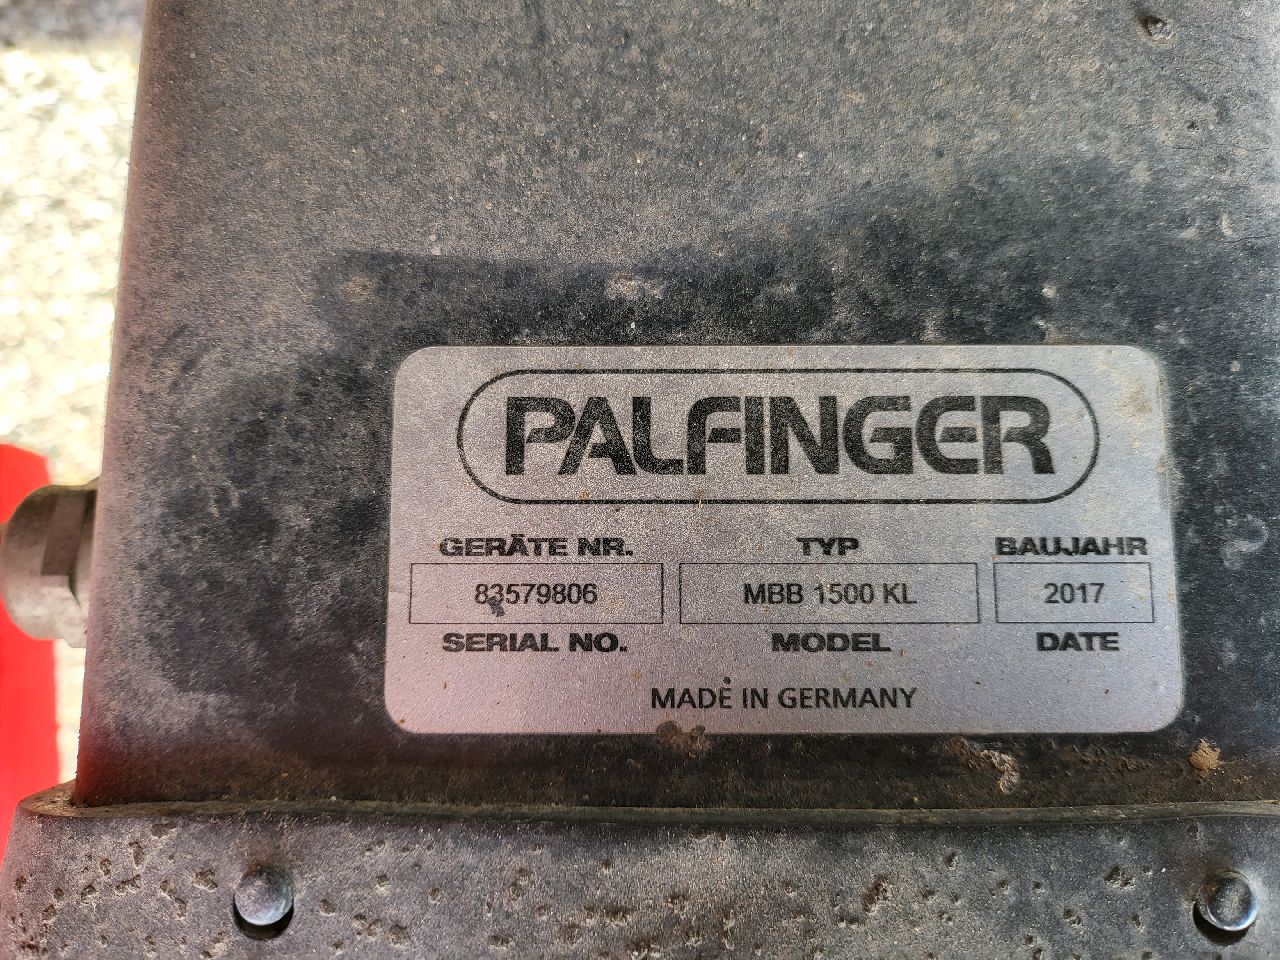 PALFINGER
GERÄTE NR. TYP BAUJAHR
83579806 MBB 1500 KL 2017
SERIAL NO. MODEL DATE
MADE IN GERMANY